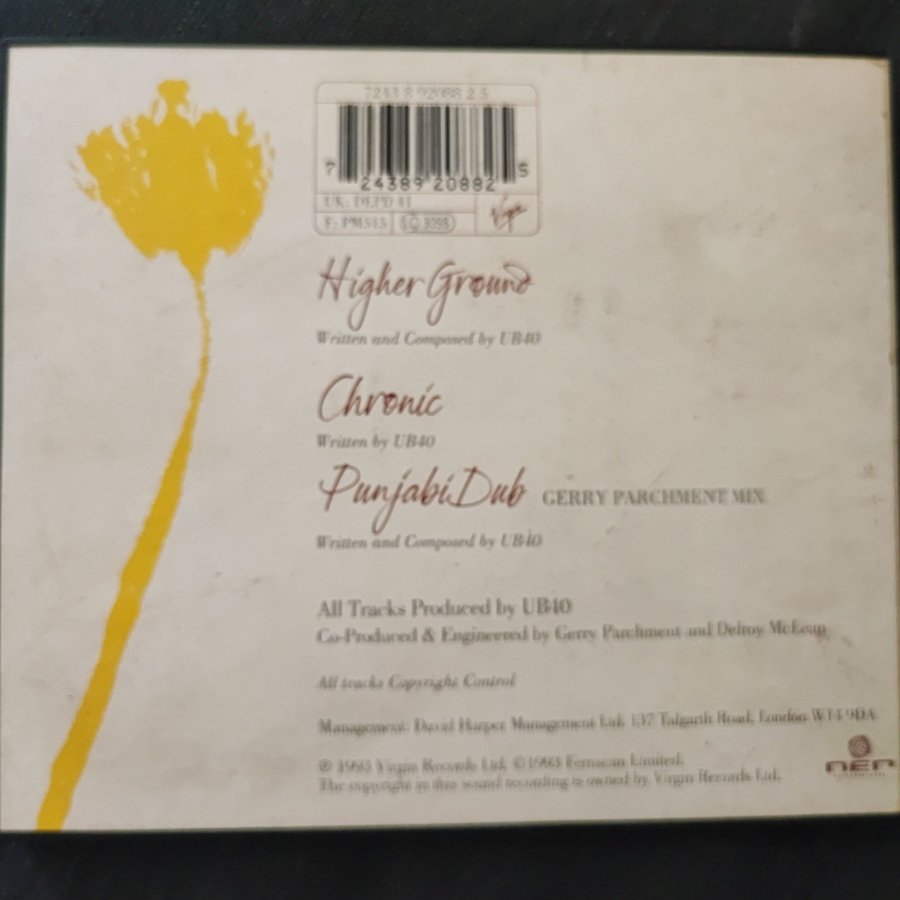 7243 8 92088 2 5
7 24389 20882 5
UK: DEPD 41
F: PM515 LC 3098
Virgin
Higher Ground
Written and Composed by UB40
Chronic
Written by UB40
Punjabi Dub GERRY PARCHMENT MIX
Written and Composed by UB40
All Tracks Produced by UB40
Co-Produced & Engineered by Gerry Parchment and Delroy McLean
All tracks Copyright Control
Management: David Harper Management Ltd, 137 Talgarth Road, London W14 9DA
℗ 1993 Virgin Records Ltd. © Limited.
The copyright in this sound recording is owned by Virgin Records Ltd.
DEP